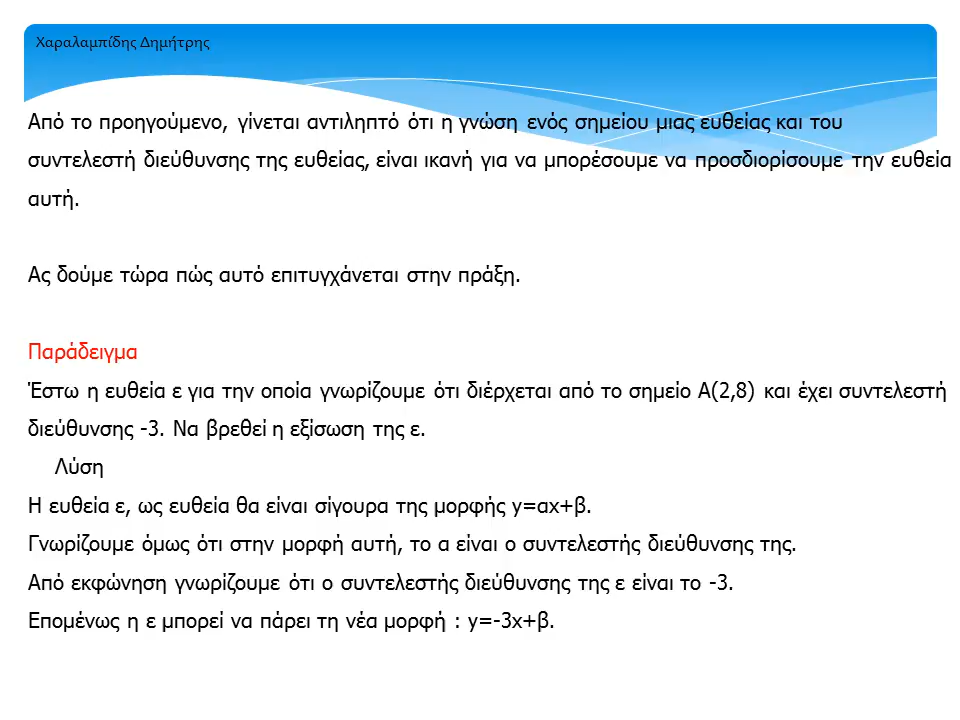 Χαραλαμπίδης Δημήτρης
Από το προηγούμενο, γίνεται αντιληπτό ότι η γνώση ενός σημείου μιας ευθείας και του
συντελεστή διεύθυνσης της ευθείας, είναι ικανή για να μπορέσουμε να προσδιορίσουμε την ευθεία
αυτή.
Ας δούμε τώρα πώς αυτό επιτυγχάνεται στην πράξη.
Παράδειγμα
Έστω η ευθεία ε για την οποία γνωρίζουμε ότι διέρχεται από το σημείο Α(2,8) και έχει συντελεστή
διεύθυνσης -3. Να βρεθεί η εξίσωση της ε.
Λύση
Η ευθεία ε, ως ευθεία θα είναι σίγουρα της μορφής y=αx+β.
Γνωρίζουμε όμως ότι στην μορφή αυτή, το α είναι ο συντελεστής διεύθυνσης της.
Από εκφώνηση γνωρίζουμε ότι ο συντελεστής διεύθυνσης της ε είναι το -3.
Επομένως η ε μπορεί να πάρει τη νέα μορφή : y=-3x+β.